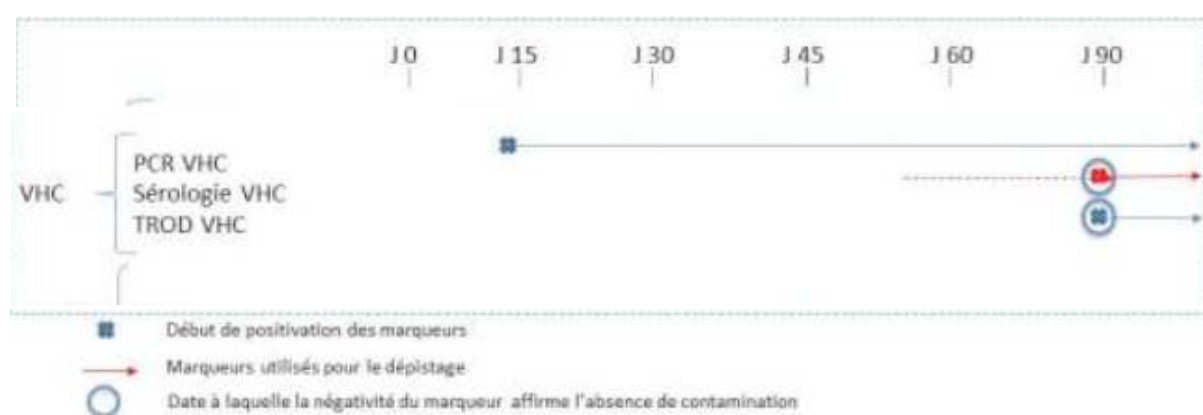 J 0 J 15 J 30 J 45 J 60 J 90
PCR VHC
VHC Sérologie VHC
TROD VHC
Début de positivation des marqueurs
Marqueurs utilisés pour le dépistage
Date à laquelle la négativité du marqueur affirme l'absence de contamination